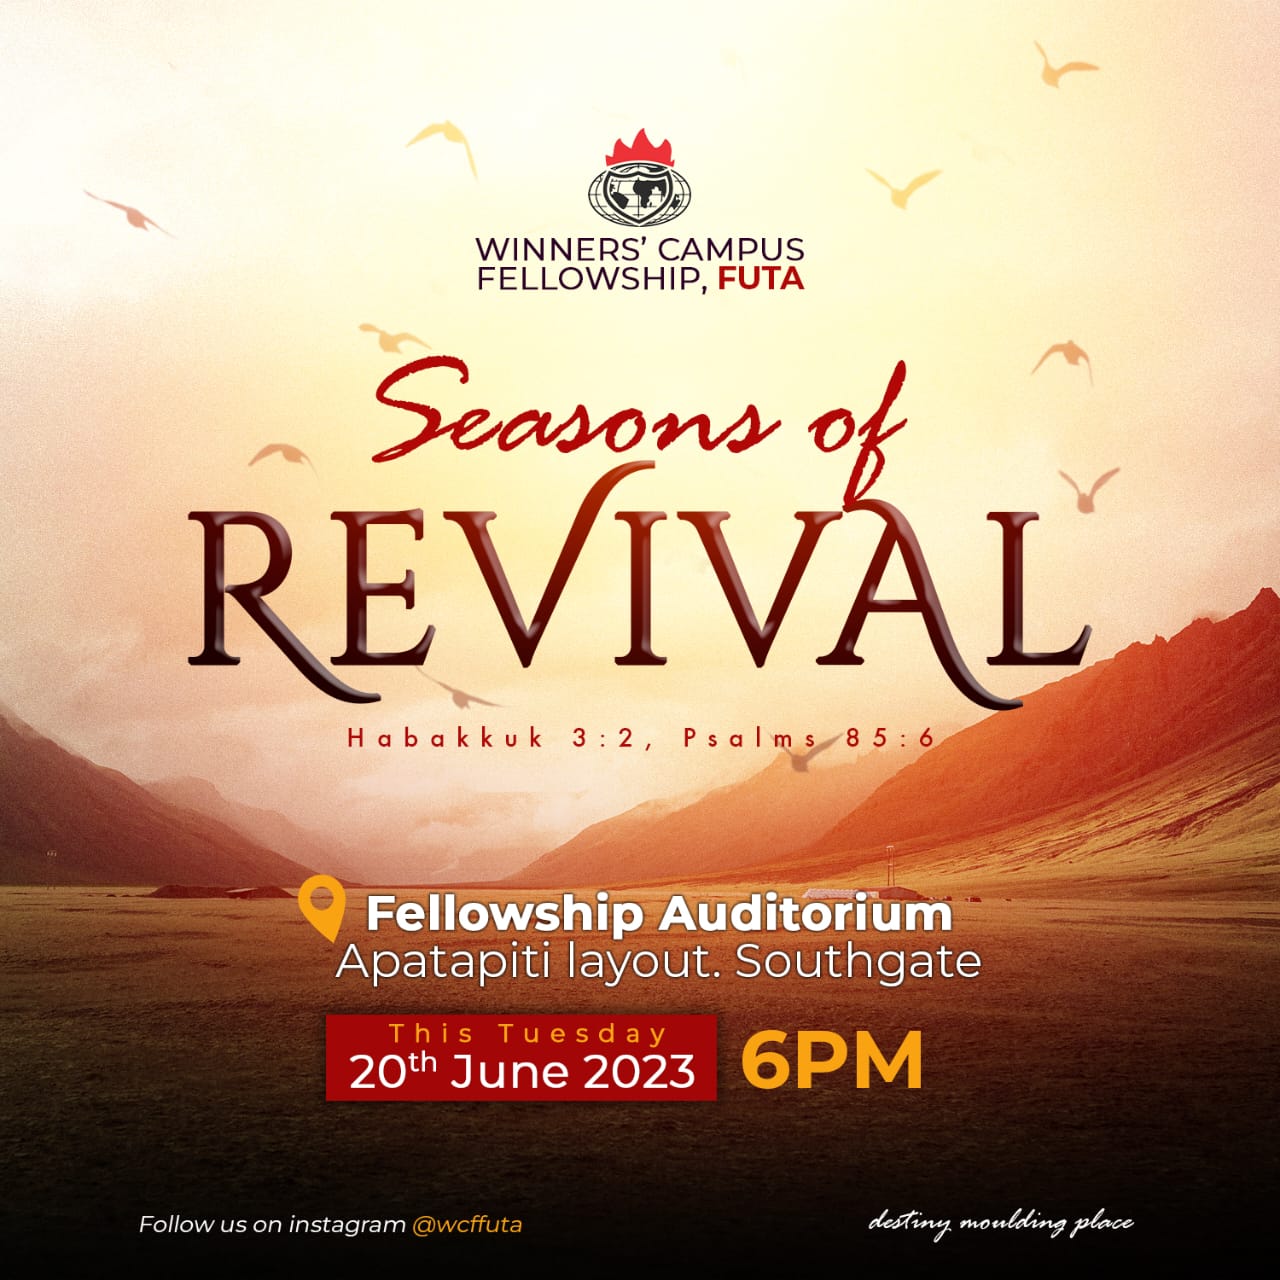 WINNERS’ CAMPUS
FELLOWSHIP, FUTA
Seasons of
REVIVAL
Habakkuk 3:2, Psalms 85:6
Fellowship Auditorium
Apatapiti layout. Southgate
This Tuesday
20th June 2023
6PM
Follow us on instagram @wcffuta
destiny moulding place